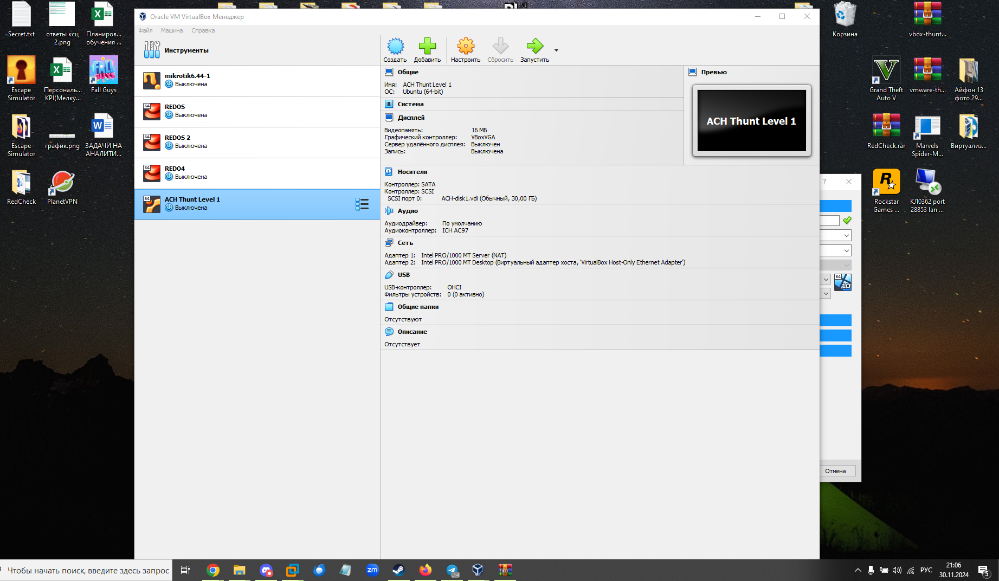 Secret.txt
ответы ксц
2.png
Планиров...
обучения ...
Escape
Simulator
Персональ...
KPI(Мелку...
Fall Guys
Escape
Simulator
график.png
ЗАДАЧИ НА
АНАЛИТИ...
RedCheck
PlanetVPN
Oracle VM VirtualBox Менеджер
Файл Машина Справка
Инструменты
mikrotik6.44-1
Выключена
64
REDOS
Выключена
64
REDOS 2
Выключена
64
REDO4
Выключена
64
ACH Thunt Level 1
Выключена
Создать Добавить Настроить Сбросить Запустить
Общие
Имя: ACH Thunt Level 1
ОС: Ubuntu (64-bit)
Система
Дисплей
Видеопамять: 16 МБ
Графический контроллер: VBoxVGA
Сервер удалённого дисплея: Выключен
Запись: Выключена
Превью
ACH Thunt Level 1
Носители
Контроллер: SATA
Контроллер: SCSI
SCSI порт 0: ACH-disk1.vdi (Обычный, 30,00 ГБ)
Аудио
Аудиодрайвер: По умолчанию
Аудиоконтроллер: ICH AC97
Сеть
Адаптер 1: Intel PRO/1000 MT Server (NAT)
Адаптер 2: Intel PRO/1000 MT Desktop (Виртуальный адаптер хоста, 'VirtualBox Host-Only Ethernet Adapter')
USB
USB-контроллер: OHCI
Фильтры устройств: 0 (0 активно)
Общие папки
Отсутствуют
Описание
Отсутствует
?
64
10
Отмена
Корзина
vbox-thunt...
Grand Theft
Auto V
vmware-th...
Айфон 13
фото 29...
RedCheck.rar
Marvels
Spider-M...
Виртуализ...
Rockstar
Games ...
КЛ0362 port
28853 lan ...
Чтобы начать поиск, введите здесь запрос
zm
14
РУС
21:06
30.11.2024
5